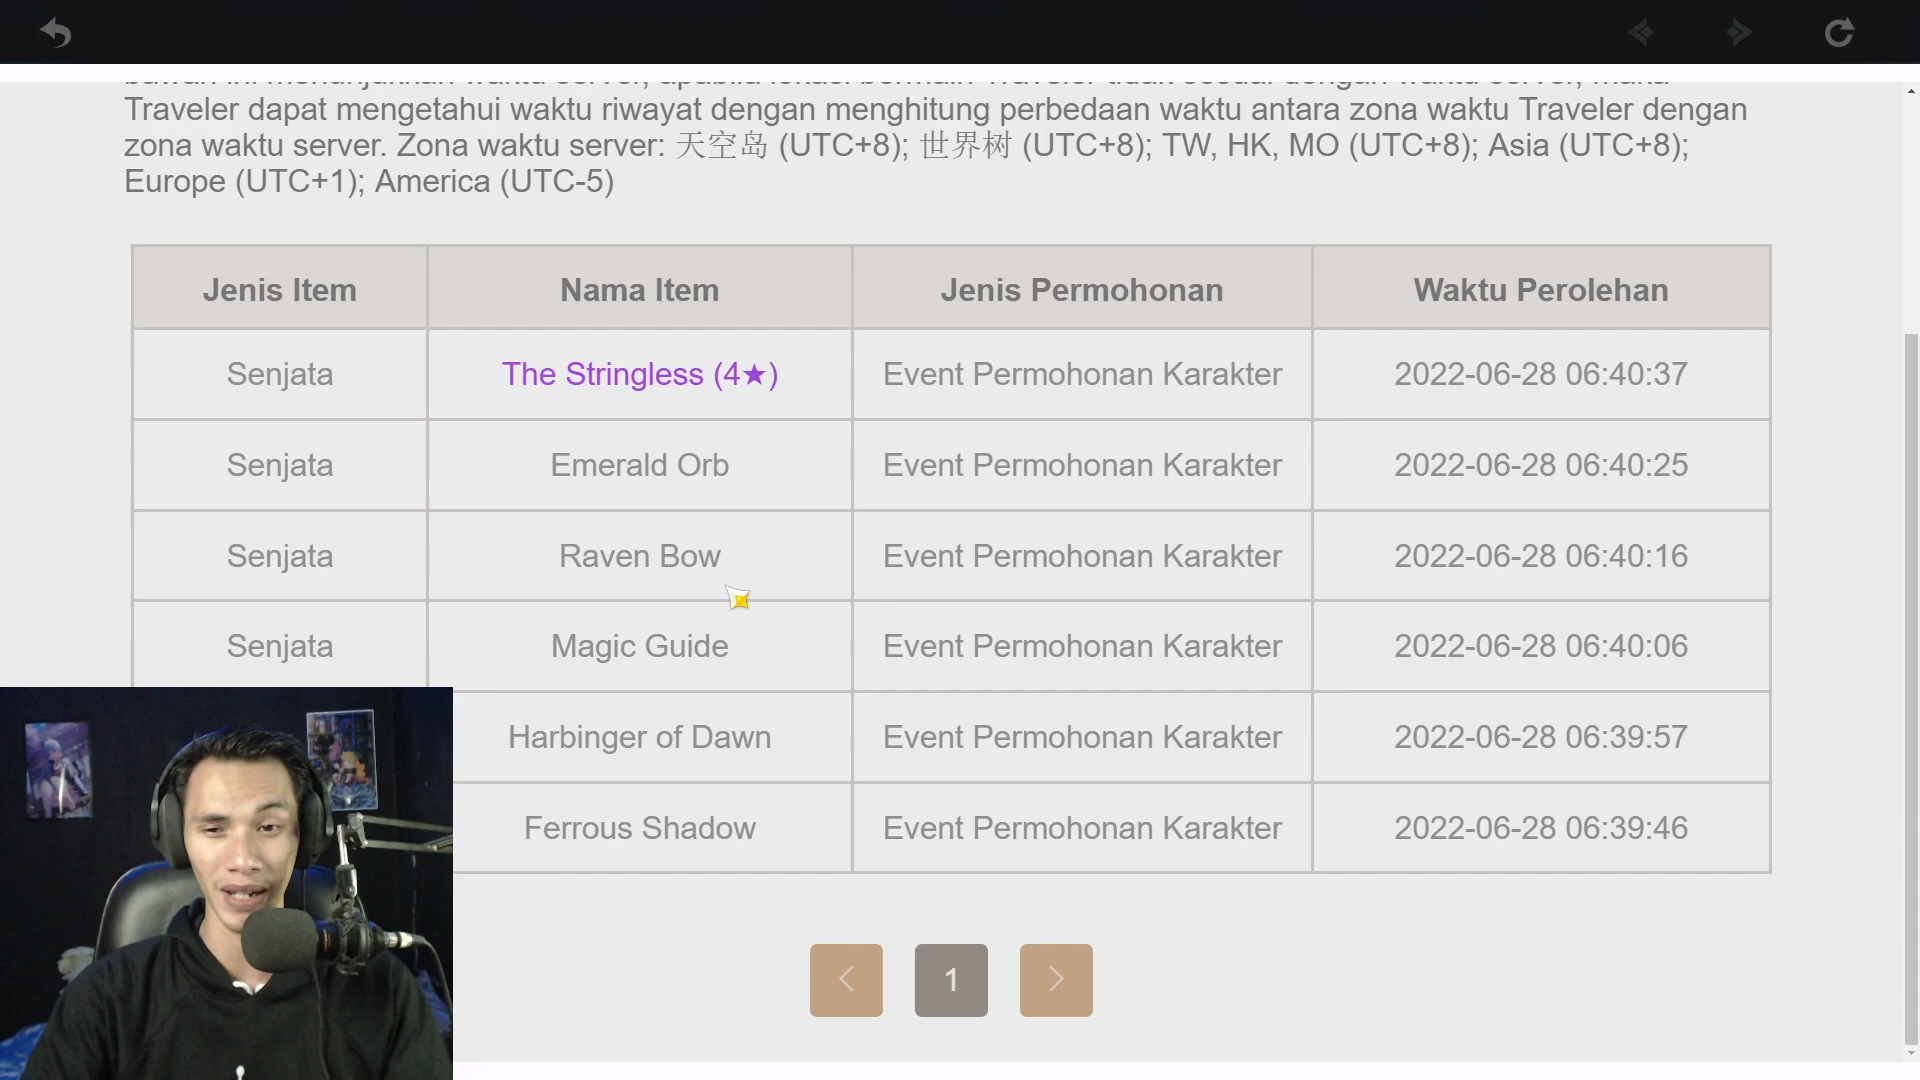 Traveler dapat mengetahui waktu riwayat dengan menghitung perbedaan waktu antara zona waktu Traveler dengan
zona waktu server. Zona waktu server: 天空岛 (UTC+8); 世界树 (UTC+8); TW, HK, MO (UTC+8); Asia (UTC+8);
Europe (UTC+1); America (UTC-5)
Jenis Item Nama Item Jenis Permohonan Waktu Perolehan
Senjata The Stringless (4★) Event Permohonan Karakter 2022-06-28 06:40:37
Senjata Emerald Orb Event Permohonan Karakter 2022-06-28 06:40:25
Senjata Raven Bow Event Permohonan Karakter 2022-06-28 06:40:16
Senjata Magic Guide Event Permohonan Karakter 2022-06-28 06:40:06
Harbinger of Dawn Event Permohonan Karakter 2022-06-28 06:39:57
Ferrous Shadow Event Permohonan Karakter 2022-06-28 06:39:46
1